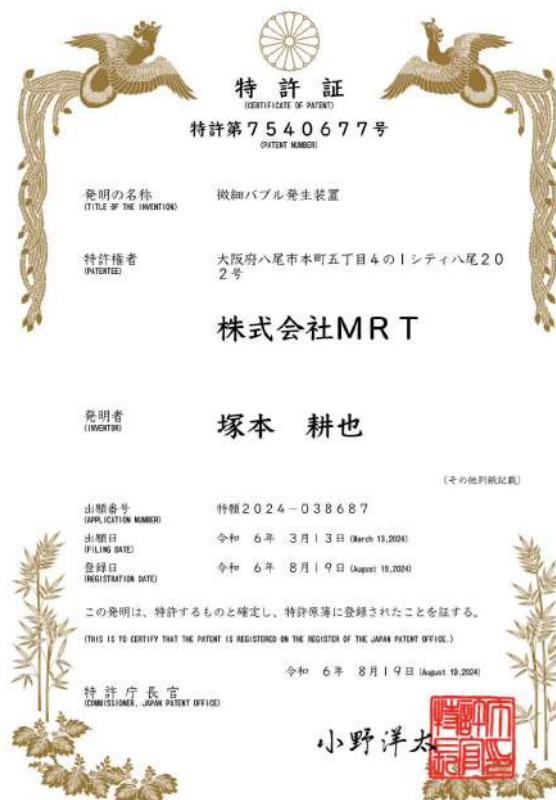 特許証
(CERTIFICATE OF PATENT)
特許第7540677号
(PATENT NUMBER)
発明の名称
(TITLE OF THE INVENTION)
微細バブル発生装置
特許権者
(PATENTEE)
大阪府八尾市本町五丁目4の1シティ八尾20
2号
株式会社MRT
発明者
(INVENTOR)
塚本 耕也
(その他別紙記載)
出願番号
(APPLICATION NUMBER)
特願2024-038687
出願日
(FILING DATE)
令和 6年 3月13日(March 13,2024)
登録日
(REGISTRATION DATE)
令和 6年 8月19日(August 19,2024)
この発明は、特許するものと確定し、特許原簿に登録されたことを証する。
(THIS IS TO CERTIFY THAT THE PATENT IS REGISTERED ON THE REGISTER OF THE JAPAN PATENT OFFICE.)
令和 6年 8月19日(August 19,2024)
特許庁長官
(COMMISSIONER, JAPAN PATENT OFFICE)
小野洋太